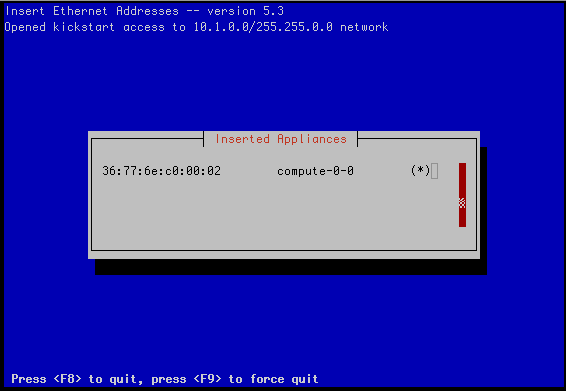 Insert Ethernet Addresses -- version 5.3
Opened kickstart access to 10.1.0.0/255.255.0.0 network
Inserted Appliances
36:77:6e:c0:00:02 compute-0-0 (*)
Press <F8> to quit, press <F9> to force quit